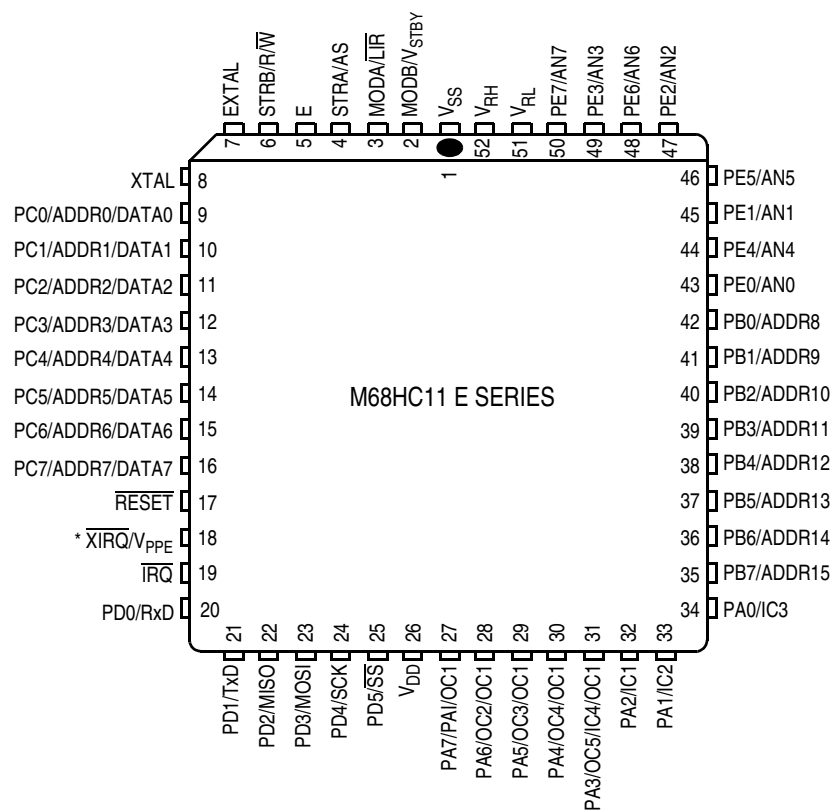 EXTAL
STRB/R/W̅
E
STRA/AS
MODA/L̅I̅R̅
MODB/VSTBY
VSS
VRH
VRL
PE7/AN7
PE3/AN3
PE6/AN6
PE2/AN2
7
6
5
4
3
2
1
52
51
50
49
48
47
XTAL 8
PC0/ADDR0/DATA0 9
PC1/ADDR1/DATA1 10
PC2/ADDR2/DATA2 11
PC3/ADDR3/DATA3 12
PC4/ADDR4/DATA4 13
PC5/ADDR5/DATA5 14
PC6/ADDR6/DATA6 15
PC7/ADDR7/DATA7 16
R̅E̅S̅E̅T̅ 17
* X̅I̅R̅Q̅/VPPE 18
I̅R̅Q̅ 19
PD0/RxD 20
M68HC11 E SERIES
46 PE5/AN5
45 PE1/AN1
44 PE4/AN4
43 PE0/AN0
42 PB0/ADDR8
41 PB1/ADDR9
40 PB2/ADDR10
39 PB3/ADDR11
38 PB4/ADDR12
37 PB5/ADDR13
36 PB6/ADDR14
35 PB7/ADDR15
34 PA0/IC3
21
22
23
24
25
26
27
28
29
30
31
32
33
PD1/TxD
PD2/MISO
PD3/MOSI
PD4/SCK
PD5/S̅S̅
VDD
PA7/PAI/OC1
PA6/OC2/OC1
PA5/OC3/OC1
PA4/OC4/OC1
PA3/OC5/IC4/OC1
PA2/IC1
PA1/IC2